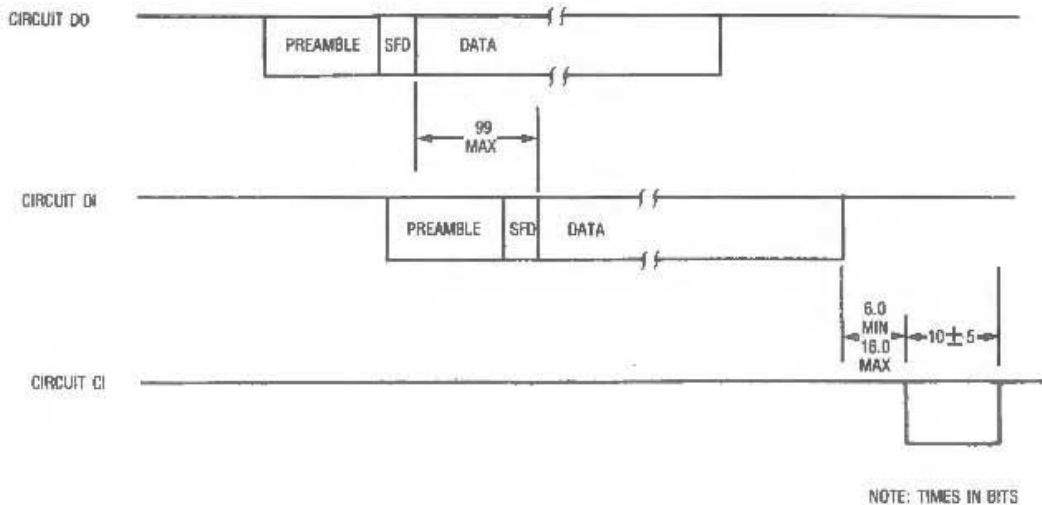 CIRCUIT DO
PREAMBLE SFD DATA
99
MAX
CIRCUIT DI
PREAMBLE SFD DATA
6.0
MIN
16.0
MAX
10 ± 5
CIRCUIT CI
NOTE: TIMES IN BITS